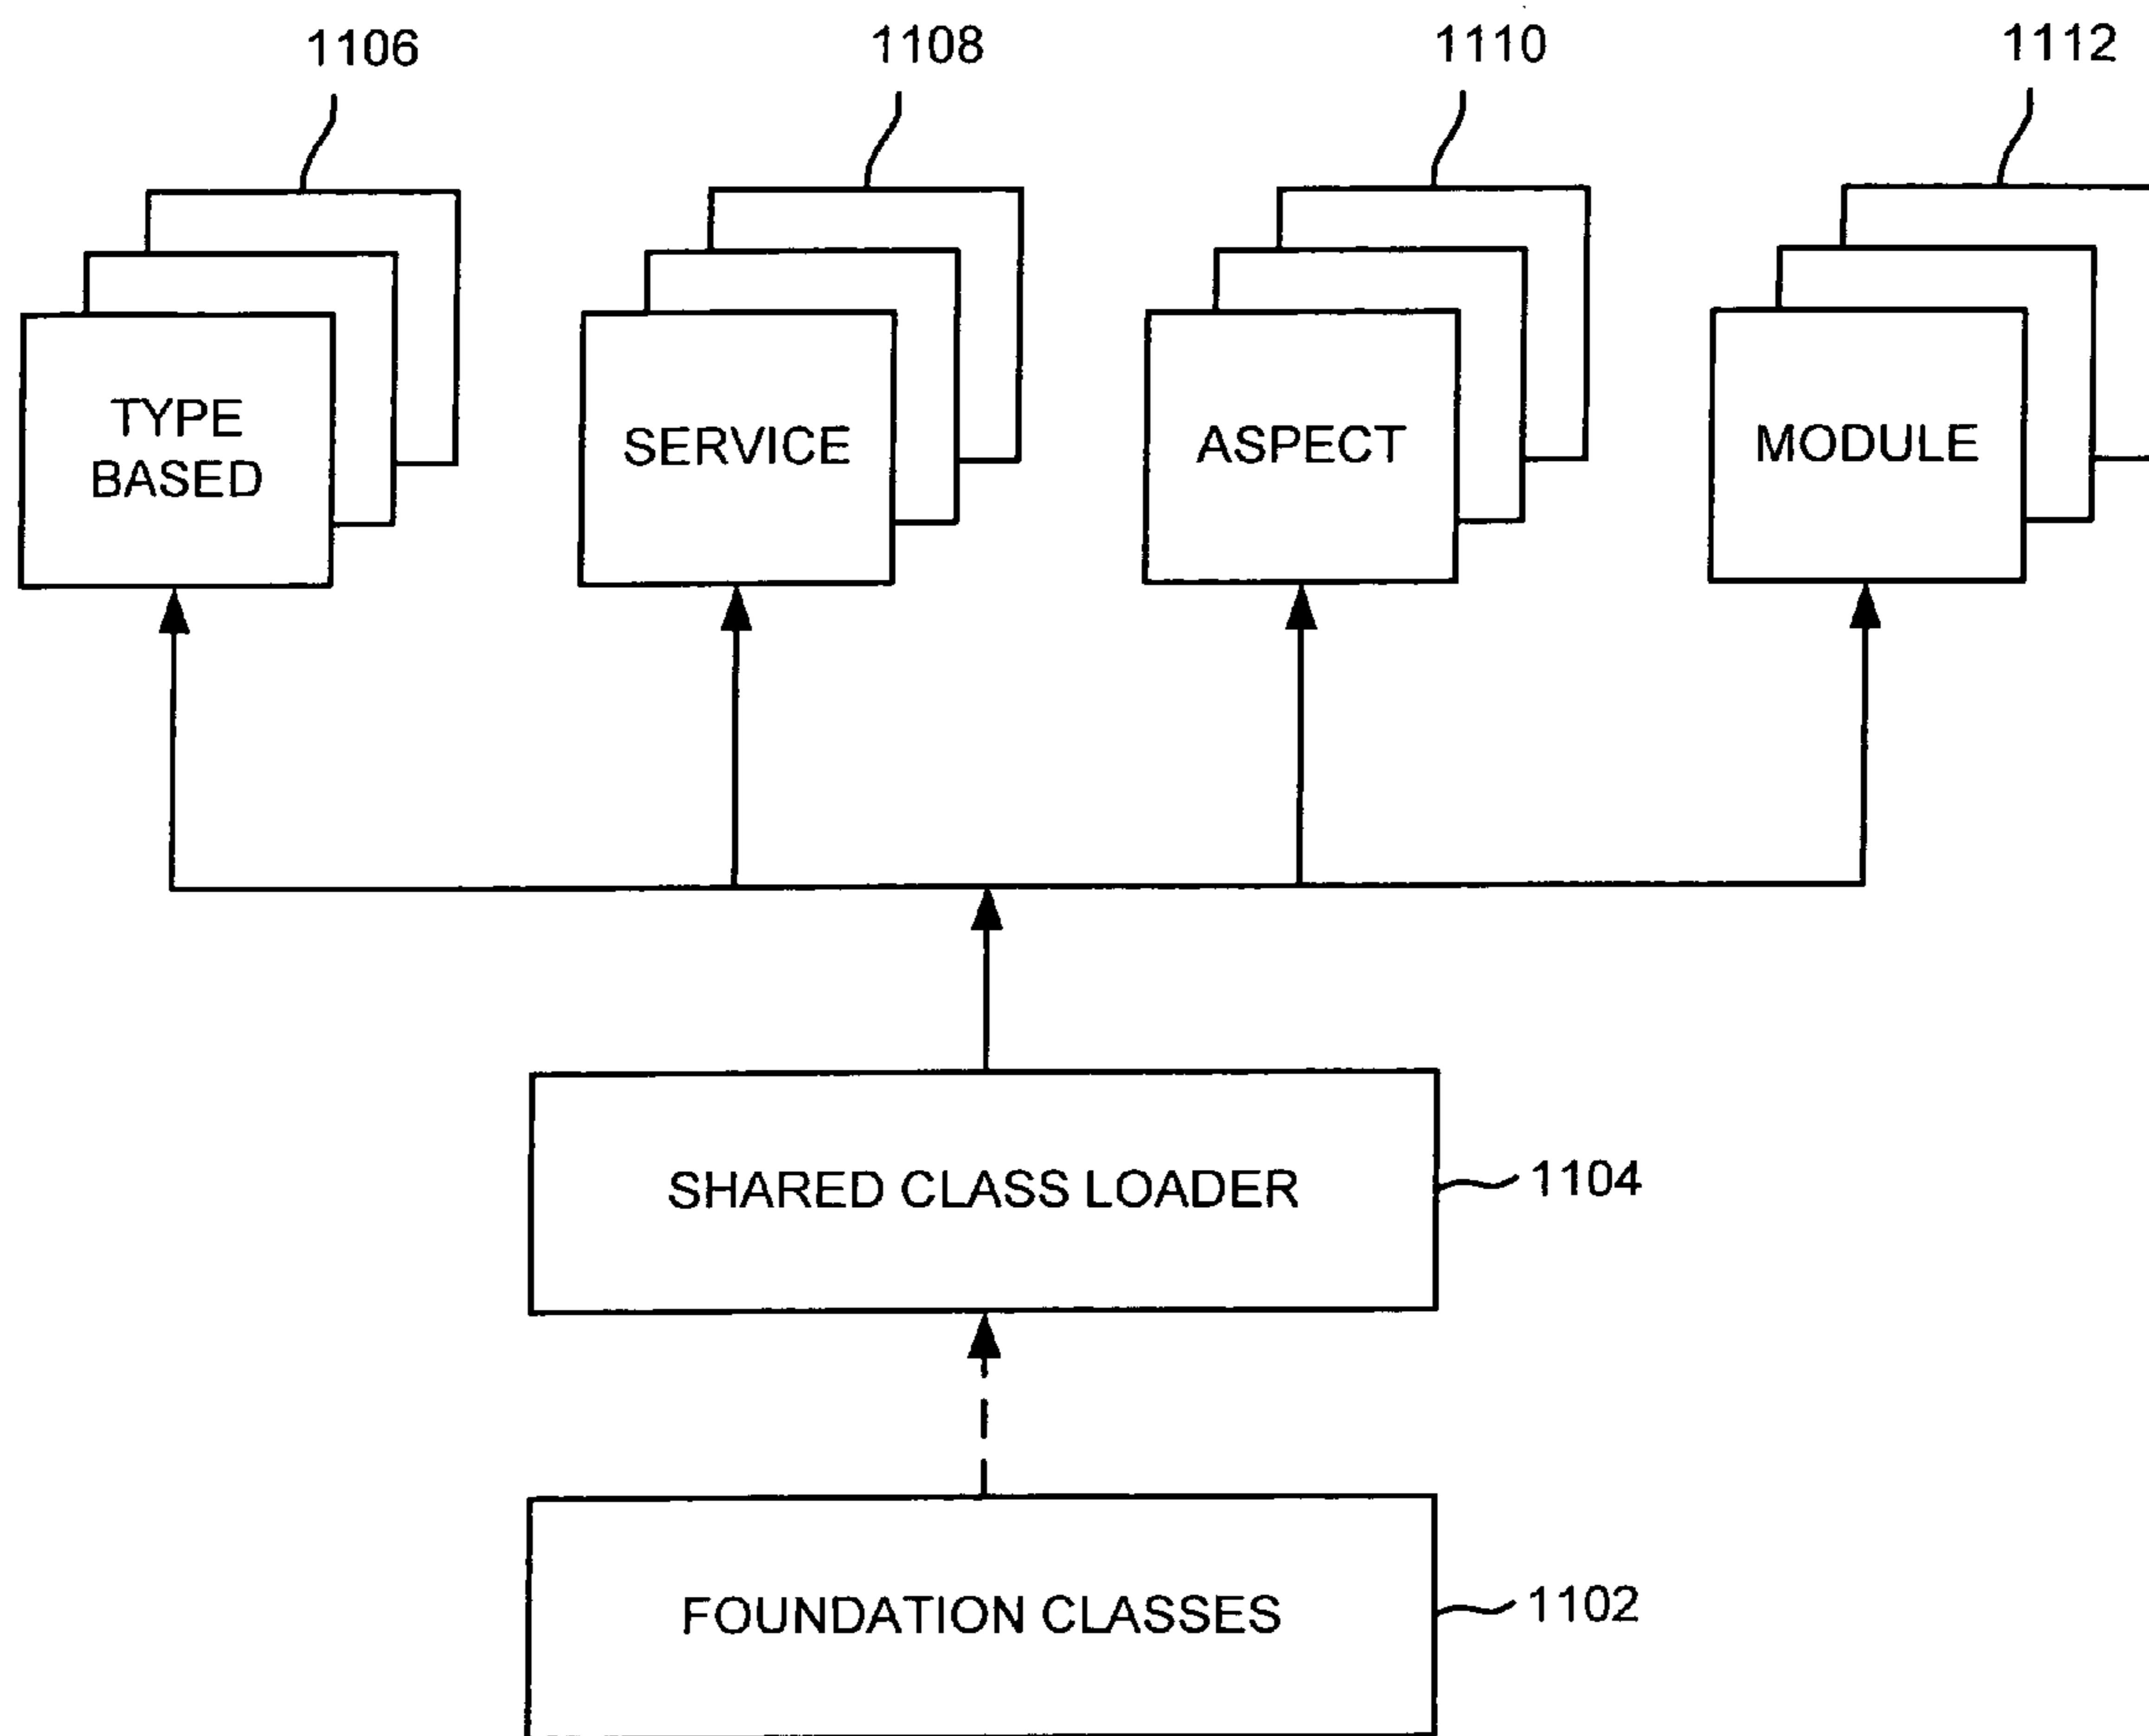 1106
1108
1110
1112
TYPE
BASED
SERVICE
ASPECT
MODULE
SHARED CLASS LOADER
1104
FOUNDATION CLASSES
1102